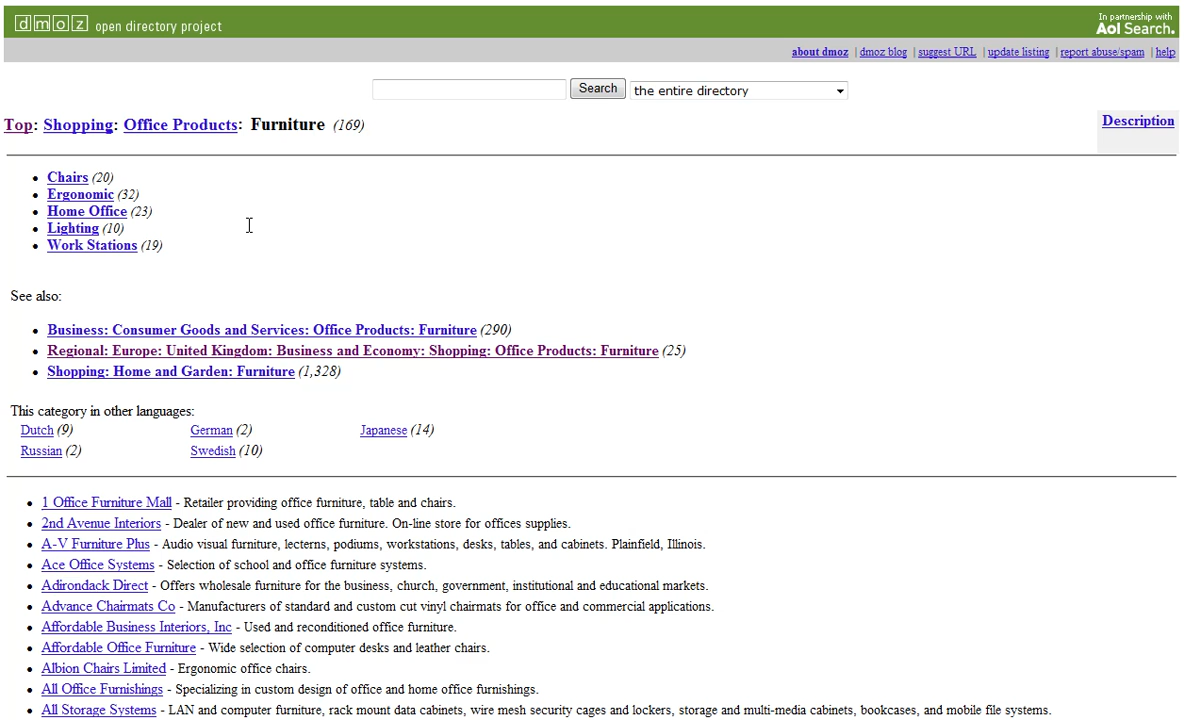 dmoz open directory project
In partnership with
Aol Search.
about dmoz | dmoz blog | suggest URL | update listing | report abuse/spam | help
Search the entire directory
Top: Shopping: Office Products: Furniture (169)
Description
Chairs (20)
Ergonomic (32)
Home Office (23)
Lighting (10)
Work Stations (19)
See also:
Business: Consumer Goods and Services: Office Products: Furniture (290)
Regional: Europe: United Kingdom: Business and Economy: Shopping: Office Products: Furniture (25)
Shopping: Home and Garden: Furniture (1,328)
This category in other languages:
Dutch (9) German (2) Japanese (14)
Russian (2) Swedish (10)
1 Office Furniture Mall - Retailer providing office furniture, table and chairs.
2nd Avenue Interiors - Dealer of new and used office furniture. On-line store for offices supplies.
A-V Furniture Plus - Audio visual furniture, lecterns, podiums, workstations, desks, tables, and cabinets. Plainfield, Illinois.
Ace Office Systems - Selection of school and office furniture systems.
Adirondack Direct - Offers wholesale furniture for the business, church, government, institutional and educational markets.
Advance Chairmats Co - Manufacturers of standard and custom cut vinyl chairmats for office and commercial applications.
Affordable Business Interiors, Inc - Used and reconditioned office furniture.
Affordable Office Furniture - Wide selection of computer desks and leather chairs.
Albion Chairs Limited - Ergonomic office chairs.
All Office Furnishings - Specializing in custom design of office and home office furnishings.
All Storage Systems - LAN and computer furniture, rack mount data cabinets, wire mesh security cages and lockers, storage and multi-media cabinets, bookcases, and mobile file systems.